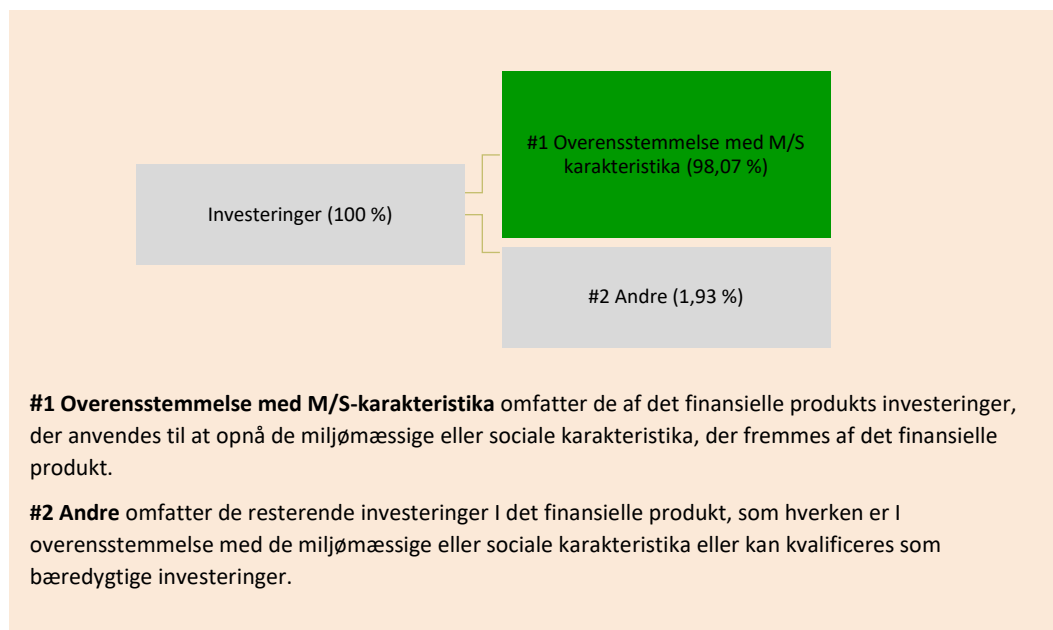 #1 Overensstemmelse med M/S
karakteristika (98,07 %)
Investeringer (100 %)
#2 Andre (1,93 %)
#1 Overensstemmelse med M/S-karakteristika omfatter de af det finansielle produkts investeringer,
der anvendes til at opnå de miljømæssige eller sociale karakteristika, der fremmes af det finansielle
produkt.
#2 Andre omfatter de resterende investeringer I det finansielle produkt, som hverken er I
overensstemmelse med de miljømæssige eller sociale karakteristika eller kan kvalificeres som
bæredygtige investeringer.